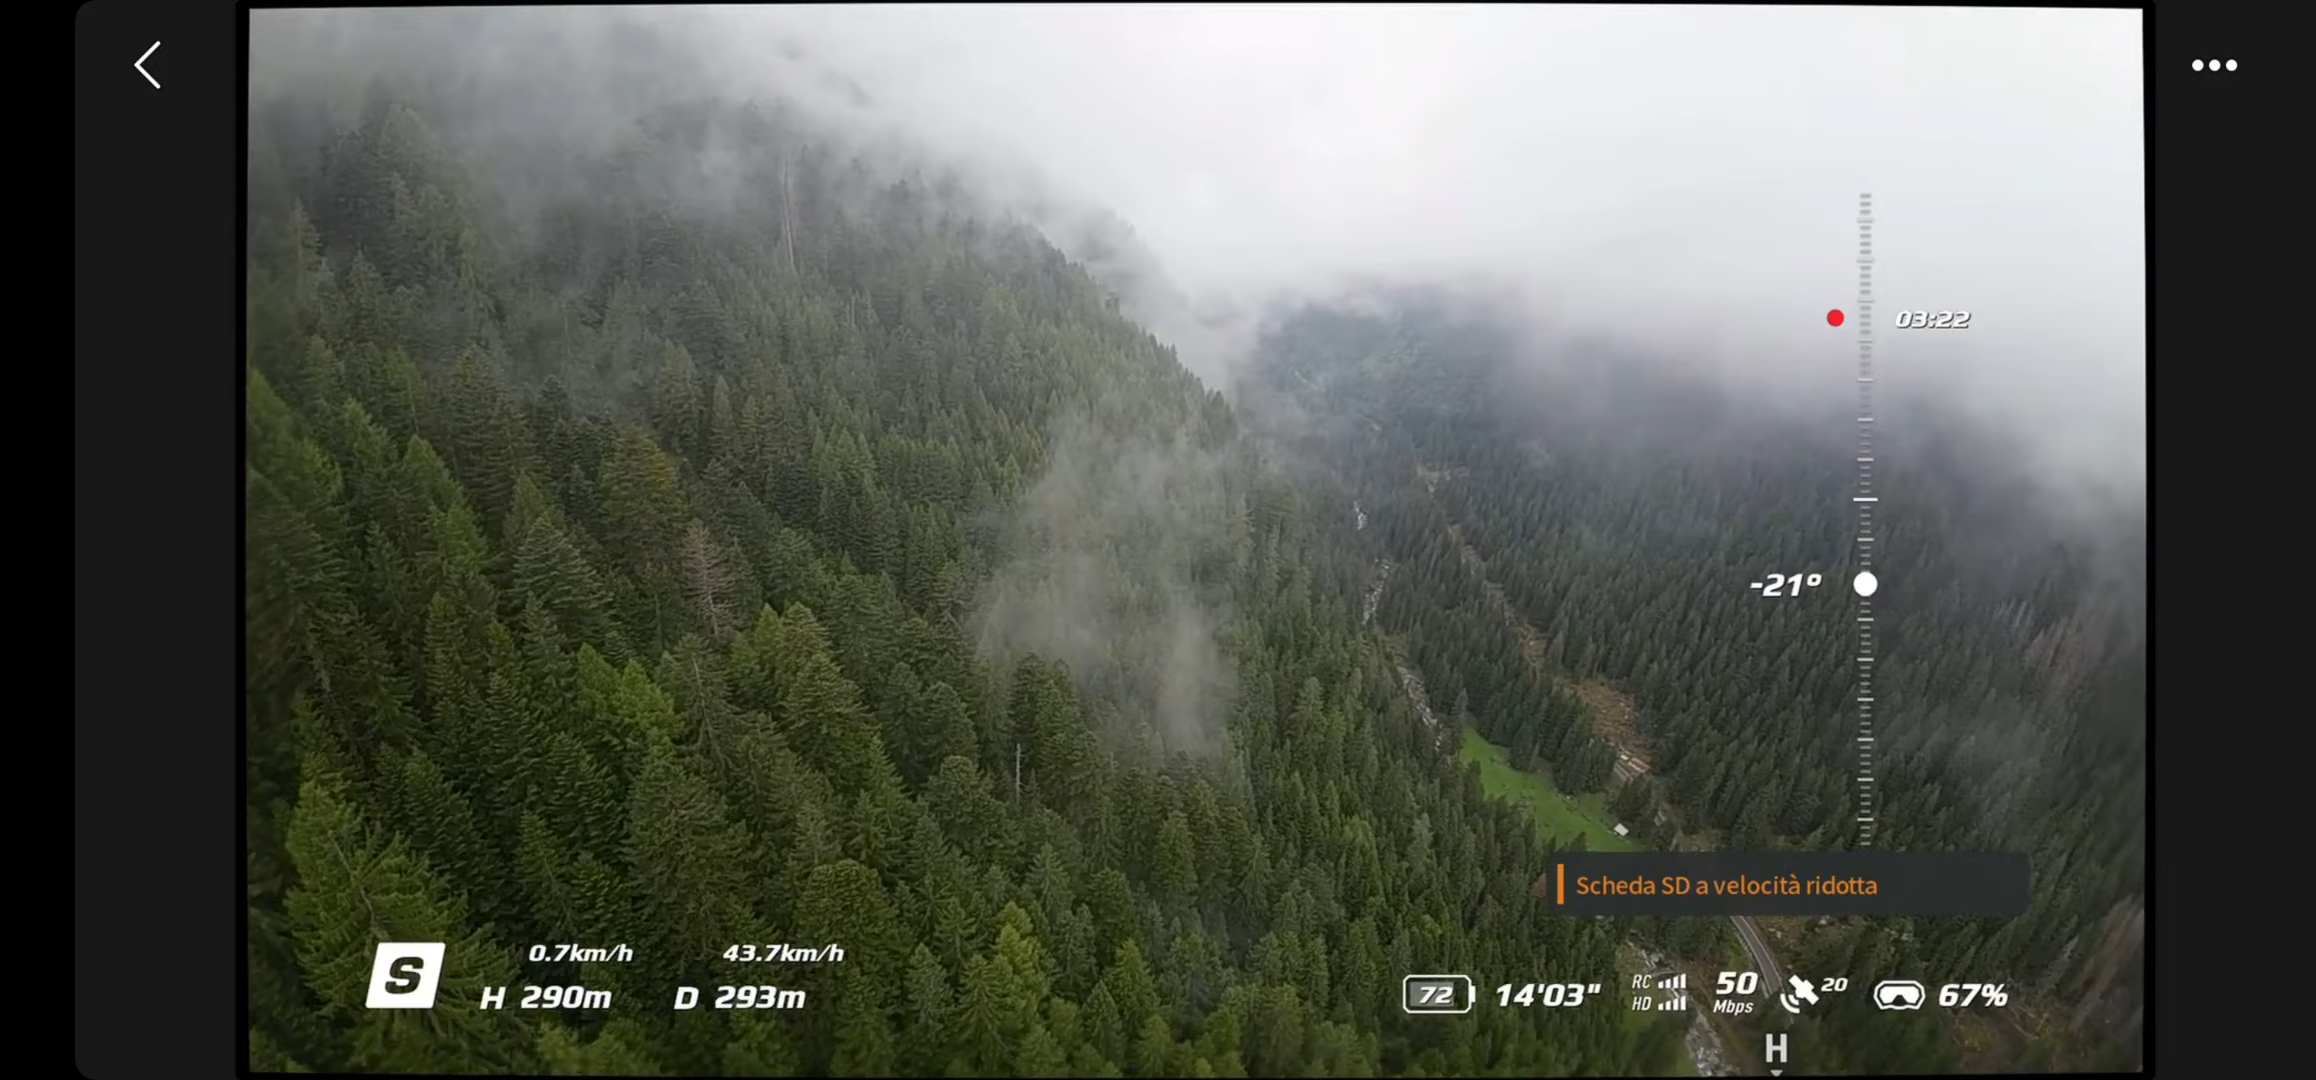 03:22
-21°
Scheda SD a velocità ridotta
S
0.7km/h 43.7km/h
H 290m D 293m
72 14'03" RC HD 50 Mbps 20 67%
H